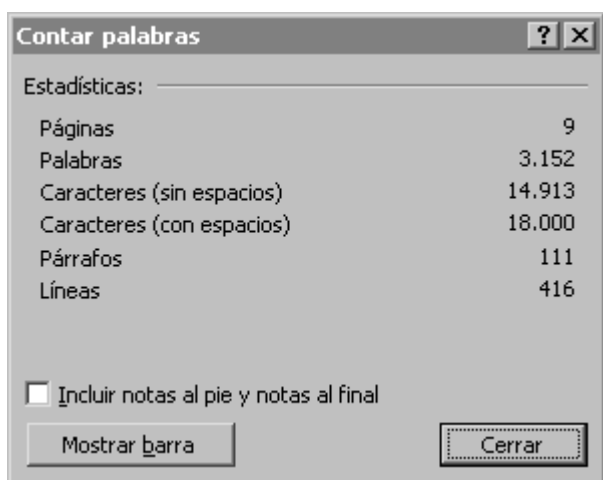 Contar palabras
Estadísticas:
Páginas 9
Palabras 3.152
Caracteres (sin espacios) 14.913
Caracteres (con espacios) 18.000
Párrafos 111
Líneas 416
Incluir notas al pie y notas al final
Mostrar barra Cerrar